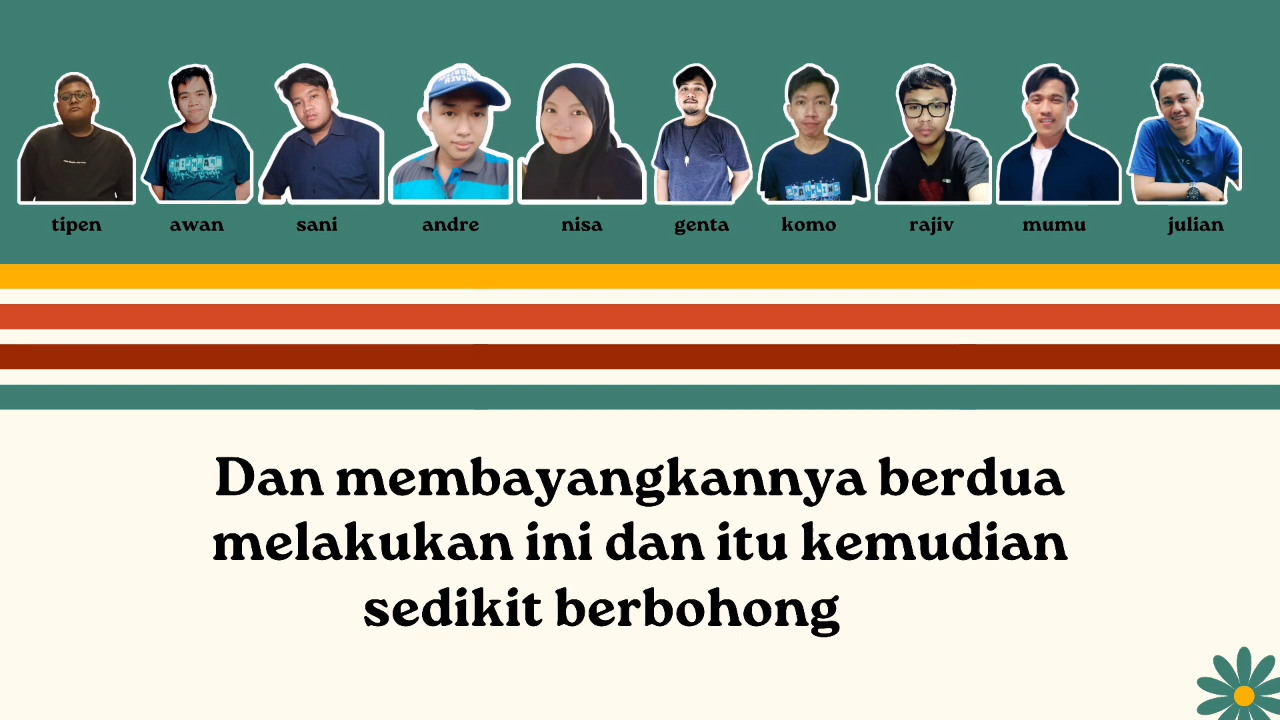 tipen awan sani andre nisa genta komo rajiv mumu julian
Dan membayangkannya berdua
melakukan ini dan itu kemudian
sedikit berbohong